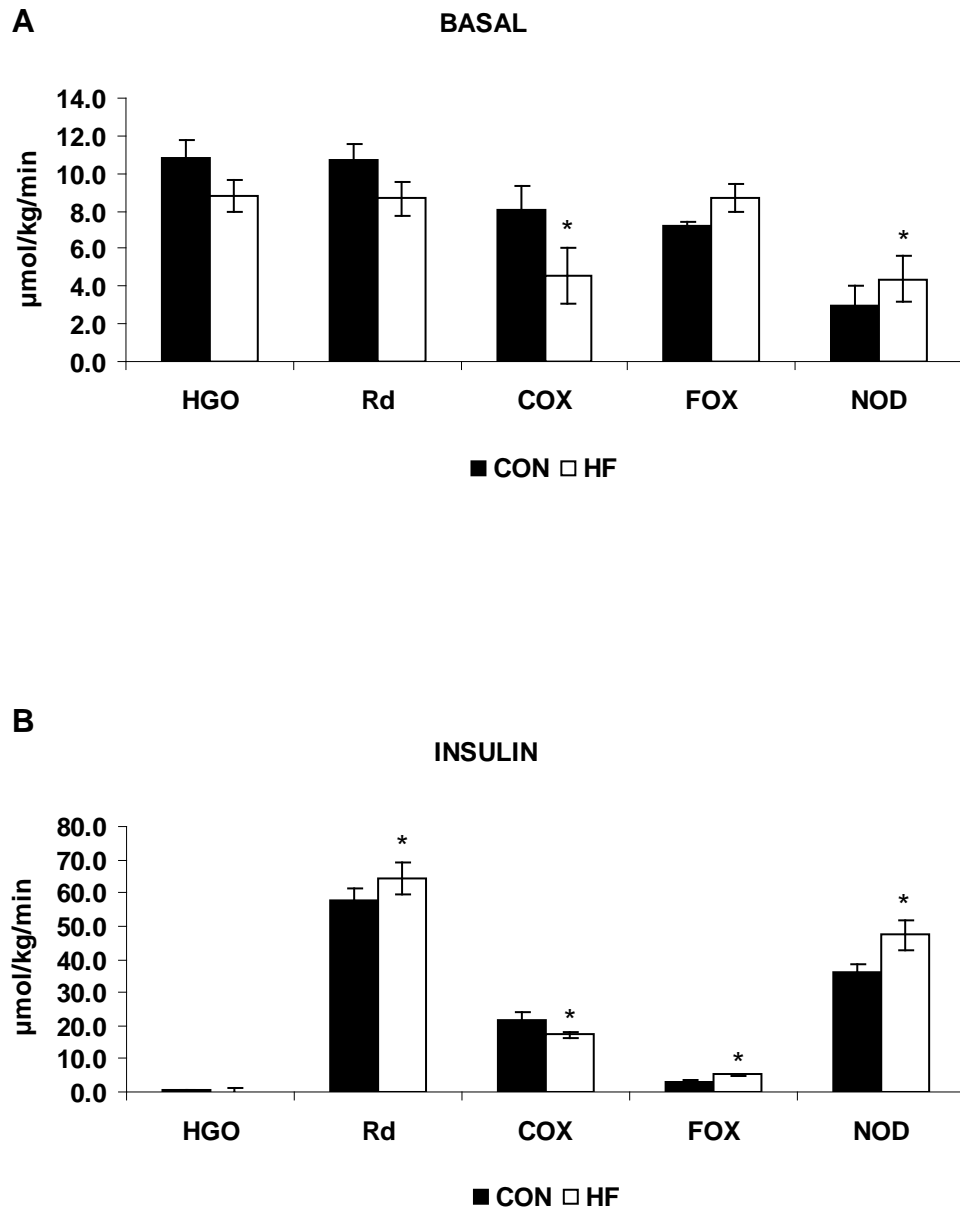 A
BASAL
14.0
12.0
10.0
8.0
6.0
4.0
2.0
0.0
µmol/kg/min
*
*
HGO Rd COX FOX NOD
CON HF
B
INSULIN
80.0
70.0
60.0
50.0
40.0
30.0
20.0
10.0
0.0
µmol/kg/min
*
*
*
*
HGO Rd COX FOX NOD
CON HF